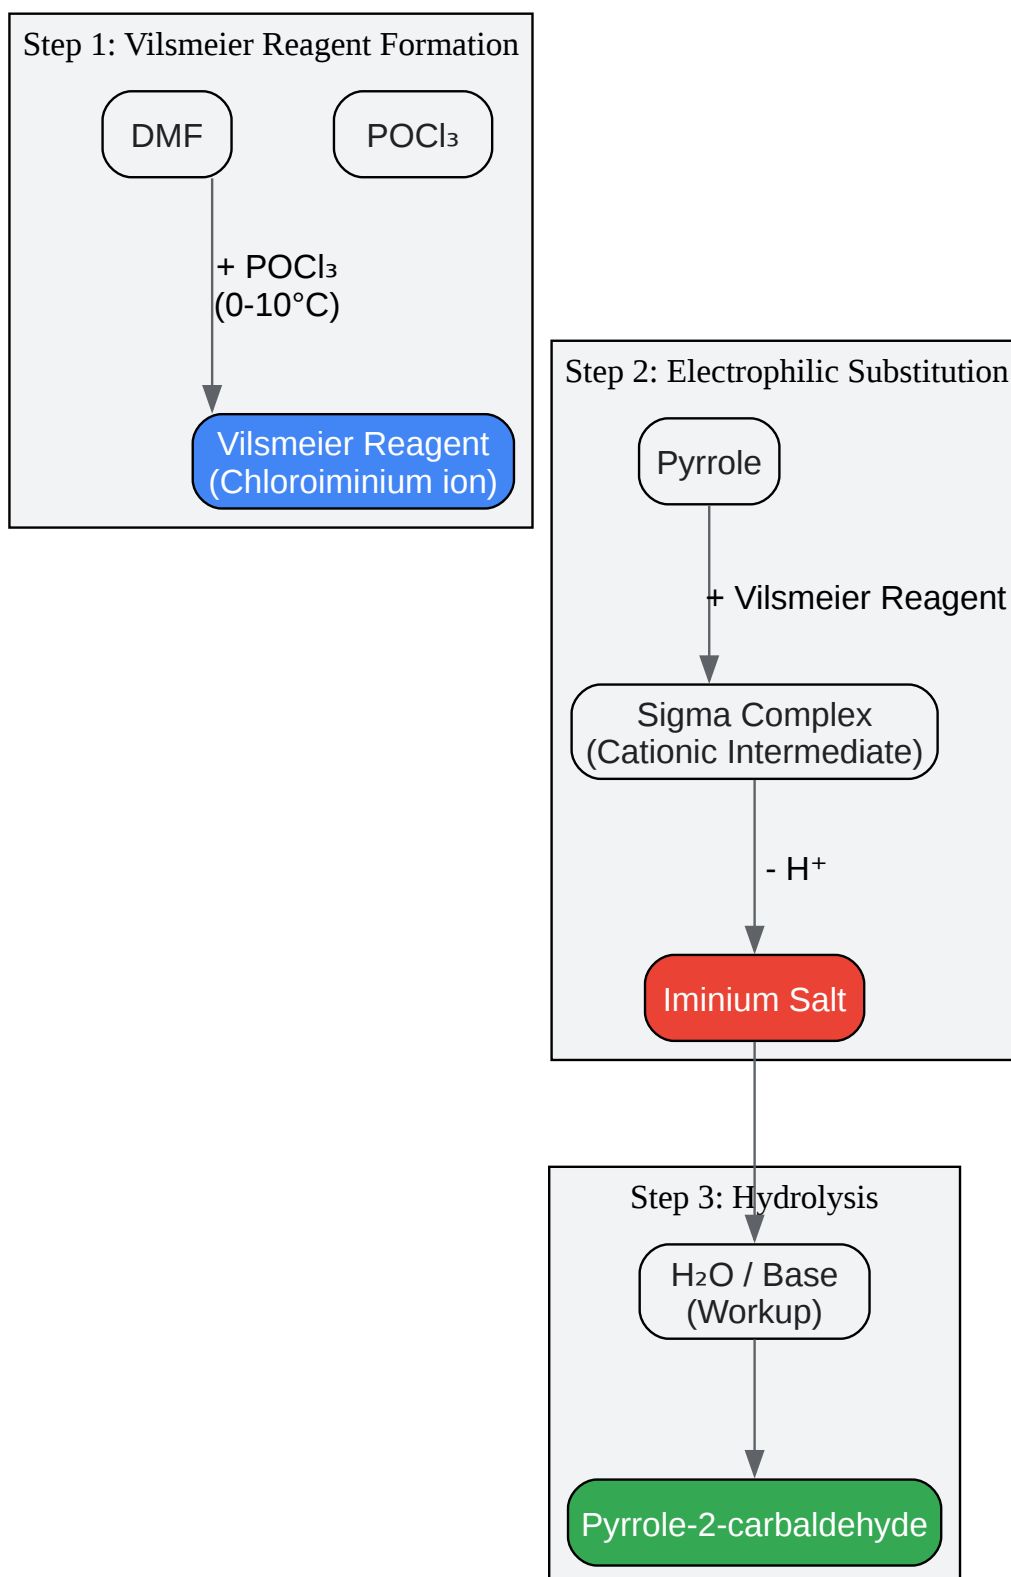 Step 1: Vilsmeier Reagent Formation
DMF
POCl₃
+ POCl₃
(0-10°C)
Vilsmeier Reagent
(Chloroiminium ion)
Step 2: Electrophilic Substitution
Pyrrole
+ Vilsmeier Reagent
Sigma Complex
(Cationic Intermediate)
- H⁺
Iminium Salt
Step 3: Hydrolysis
H₂O / Base
(Workup)
Pyrrole-2-carbaldehyde